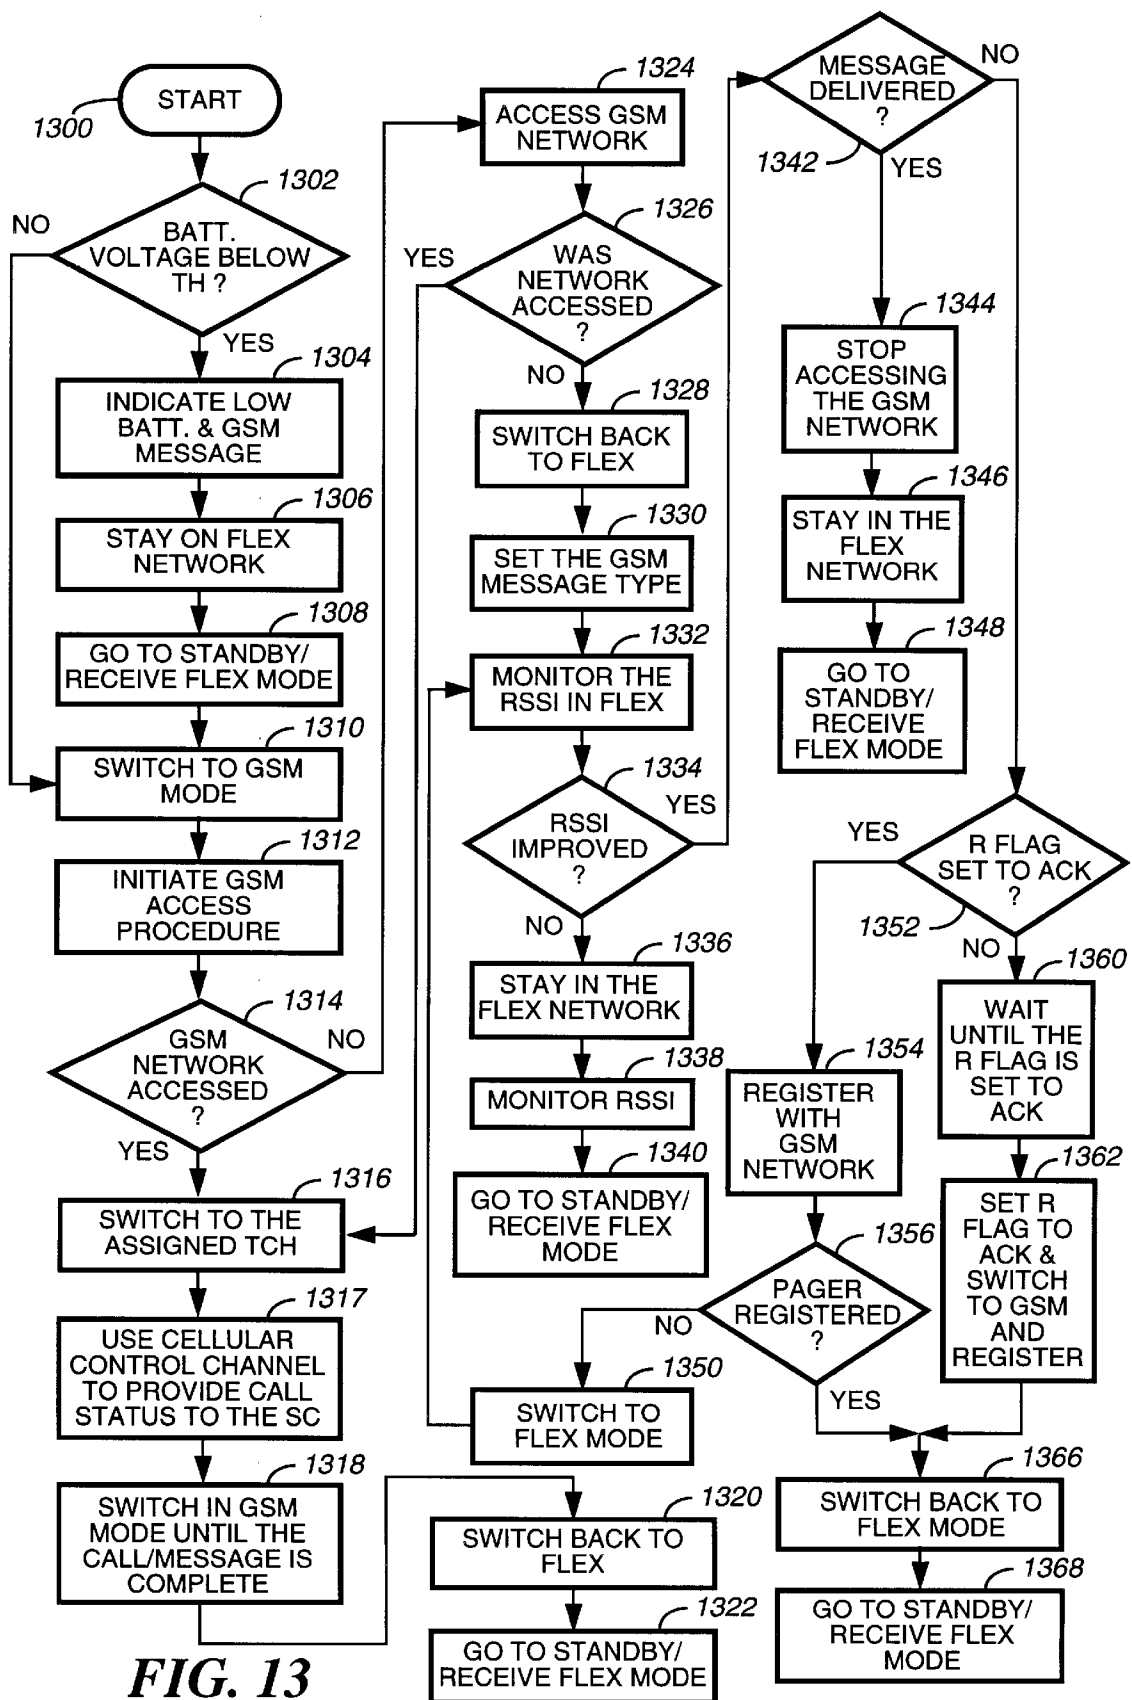 START
1300
1302
NO
BATT.
VOLTAGE BELOW
TH ?
YES
1304
INDICATE LOW
BATT. & GSM
MESSAGE
1306
STAY ON FLEX
NETWORK
1308
GO TO STANDBY/
RECEIVE FLEX MODE
1310
SWITCH TO GSM
MODE
1312
INITIATE GSM
ACCESS
PROCEDURE
1314
GSM
NETWORK
ACCESSED
?
NO
YES
1316
SWITCH TO THE
ASSIGNED TCH
1317
USE CELLULAR
CONTROL CHANNEL
TO PROVIDE CALL
STATUS TO THE SC
1318
SWITCH IN GSM
MODE UNTIL THE
CALL/MESSAGE IS
COMPLETE
1320
SWITCH BACK TO
FLEX
1322
GO TO STANDBY/
RECEIVE FLEX MODE
1324
ACCESS GSM
NETWORK
1326
YES
WAS
NETWORK
ACCESSED
?
NO
1328
SWITCH BACK
TO FLEX
1330
SET THE GSM
MESSAGE TYPE
1332
MONITOR THE
RSSI IN FLEX
1334
YES
RSSI
IMPROVED
?
NO
1336
STAY IN THE
FLEX NETWORK
1338
MONITOR RSSI
1340
GO TO STANDBY/
RECEIVE FLEX
MODE
MESSAGE
DELIVERED
?
NO
1342
YES
1344
STOP
ACCESSING
THE GSM
NETWORK
1346
STAY IN THE
FLEX
NETWORK
1348
GO TO
STANDBY/
RECEIVE
FLEX MODE
YES
R FLAG
SET TO ACK
?
1352
NO
1354
REGISTER
WITH
GSM
NETWORK
1356
PAGER
REGISTERED
?
NO
YES
1350
SWITCH TO
FLEX MODE
1360
WAIT
UNTIL THE
R FLAG IS
SET TO
ACK
1362
SET R
FLAG TO
ACK &
SWITCH
TO GSM
AND
REGISTER
1366
SWITCH BACK TO
FLEX MODE
1368
GO TO STANDBY/
RECEIVE FLEX
MODE
FIG. 13